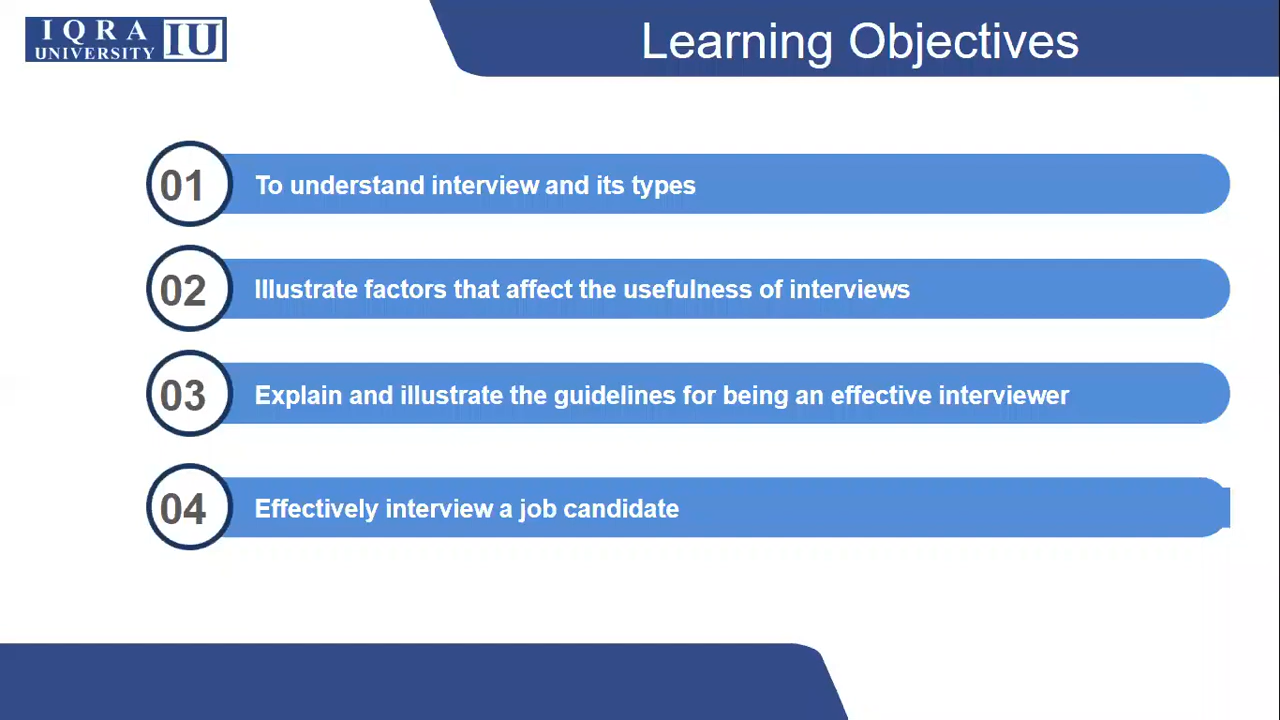 IQRA
UNIVERSITY IU
Learning Objectives
01 To understand interview and its types
02 Illustrate factors that affect the usefulness of interviews
03 Explain and illustrate the guidelines for being an effective interviewer
04 Effectively interview a job candidate